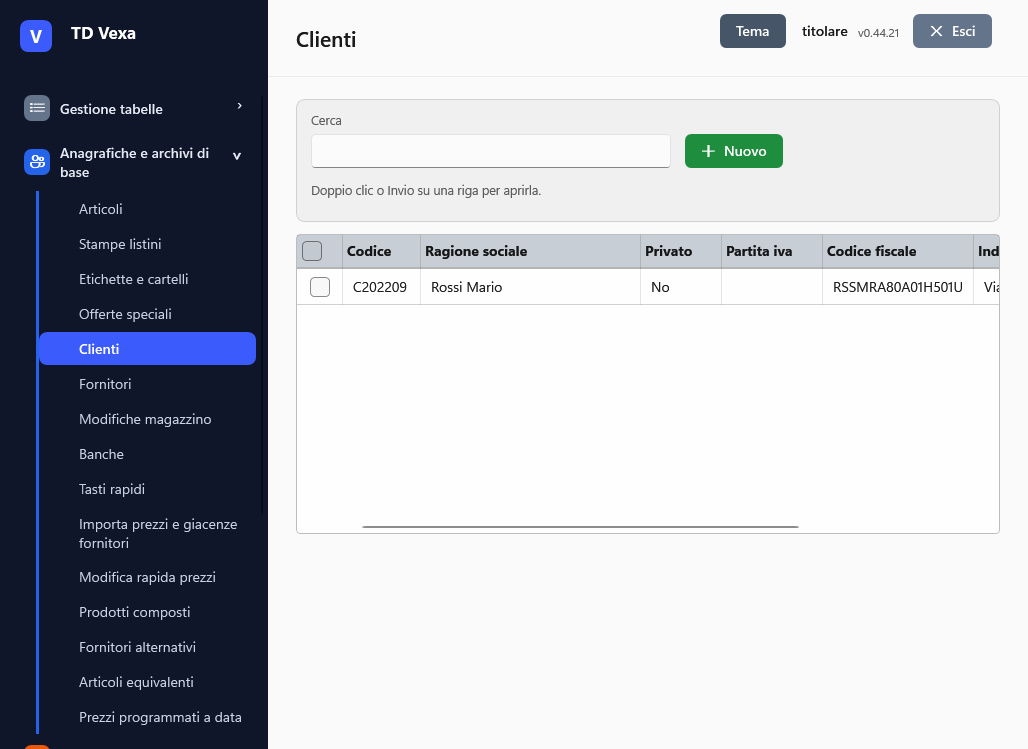 V TD Vexa
Gestione tabelle
Anagrafiche e archivi di
base
Articoli
Stampe listini
Etichette e cartelli
Offerte speciali
Clienti
Fornitori
Modifiche magazzino
Banche
Tasti rapidi
Importa prezzi e giacenze
fornitori
Modifica rapida prezzi
Prodotti composti
Fornitori alternativi
Articoli equivalenti
Prezzi programmati a data
Clienti
Tema titolare v0.44.21 Esci
Cerca
Nuovo
Doppio clic o Invio su una riga per aprirla.
Codice Ragione sociale Privato Partita iva Codice fiscale Ind
C202209 Rossi Mario No RSSMRA80A01H501U Via